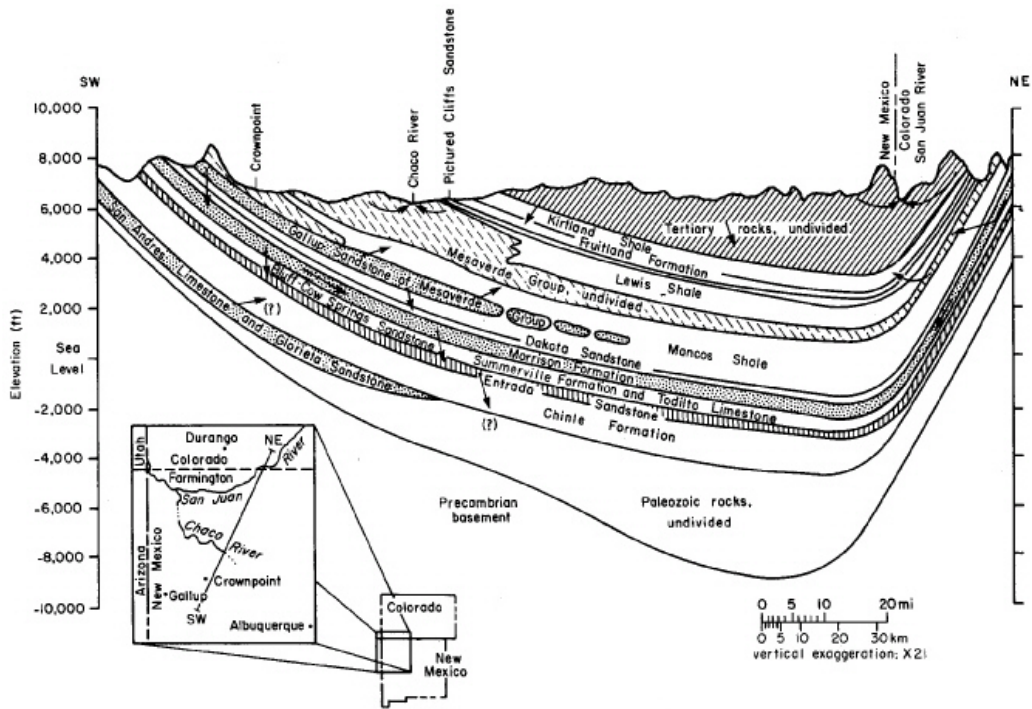 SW
NE
10,000
8,000
6,000
4,000
2,000
Sea
Level
-2,000
-4,000
-6,000
-8,000
-10,000
Elevation (ft)
Crownpoint
Chaco River
Pictured Cliffs Sandstone
New Mexico
Colorado
San Juan River
Kirtland Shale
Fruitland Formation
Tertiary rocks, undivided
Lewis Shale
Gallup Sandstone of Mesaverde
Group
Mesaverde Group, undivided
Mancos Shale
Dakota Sandstone
Morrison Formation
Bluff-Cow Springs Sandstone
Summerville Formation and Todilto Limestone
Entrada Sandstone
Chinle Formation
San Andres Limestone and Glorieta Sandstone
(?)
(?)
Precambrian
basement
Paleozoic rocks,
undivided
Utah
Durango
NE
River
Colorado
Farmington
San Juan
Chaco River
Arizona
New Mexico
Crownpoint
Gallup
SW
Albuquerque
Colorado
New
Mexico
0 5 10 20 mi
0 5 10 20 30 km
vertical exaggeration: X21